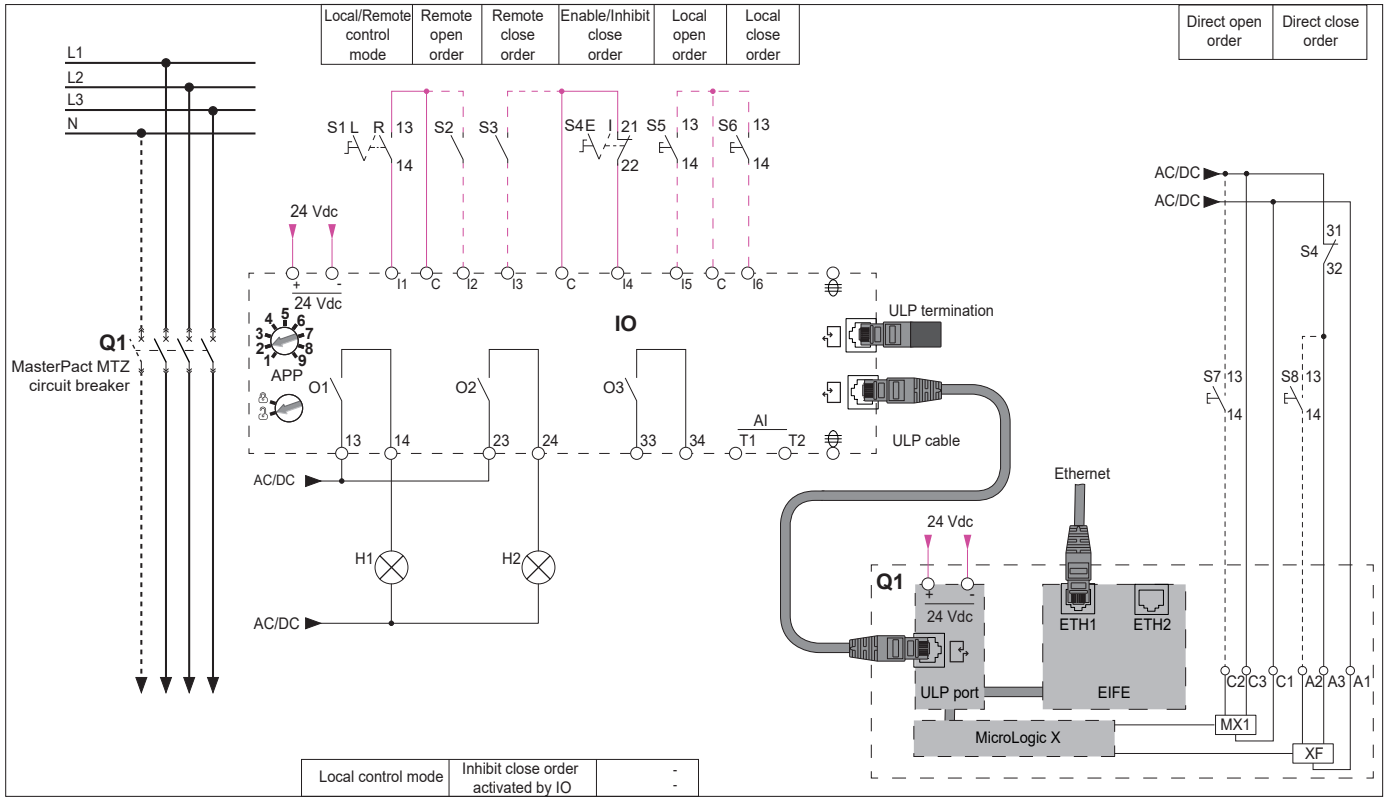 Local/Remote control mode
Remote open order
Remote close order
Enable/Inhibit close order
Local open order
Local close order
Direct open order
Direct close order
L1
L2
L3
N
S1 L R 13
14
S2
S3
S4 E I 21
22
S5 13
14
S6 13
14
AC/DC
AC/DC
31
S4
32
24 Vdc
+ -
24 Vdc
I1 C I2 I3 C I4 I5 C I6
IO
ULP termination
Q1
MasterPact MTZ
circuit breaker
1 2 3 4 5 6 7 8 9
APP
O1
O2
O3
AI
T1 T2
13 14 23 24 33 34
ULP cable
S7 13
14
S8 13
14
AC/DC
H1
H2
AC/DC
Ethernet
24 Vdc
Q1
+ -
24 Vdc
ETH1
ETH2
ULP port
EIFE
C2 C3 C1 A2 A3 A1
MX1
MicroLogic X
XF
Local control mode
Inhibit close order
activated by IO
-
-